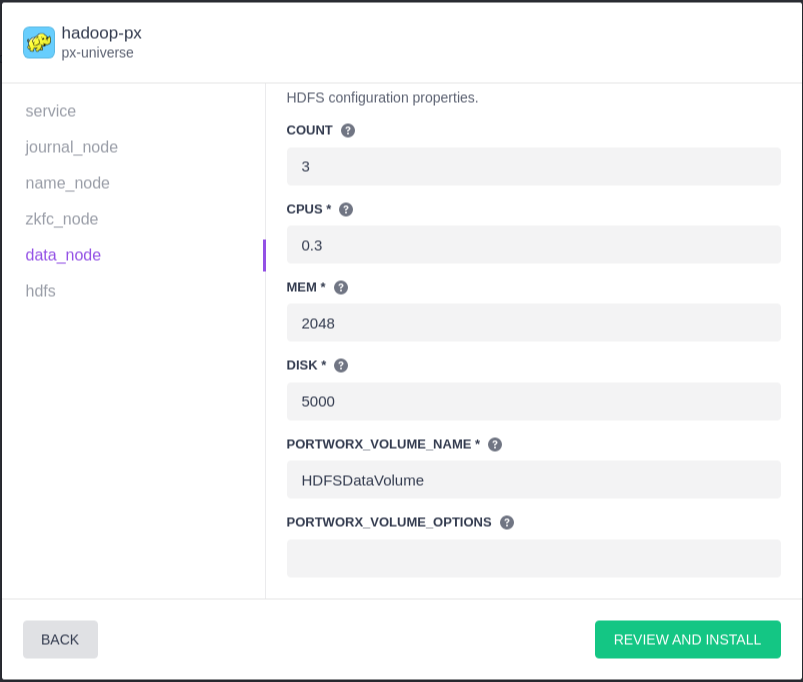 hadoop-px
px-universe
service
journal_node
name_node
zkfc_node
data_node
hdfs
HDFS configuration properties.
COUNT ?
3
CPUS * ?
0.3
MEM * ?
2048
DISK * ?
5000
PORTWORX_VOLUME_NAME * ?
HDFSDataVolume
PORTWORX_VOLUME_OPTIONS ?
BACK
REVIEW AND INSTALL